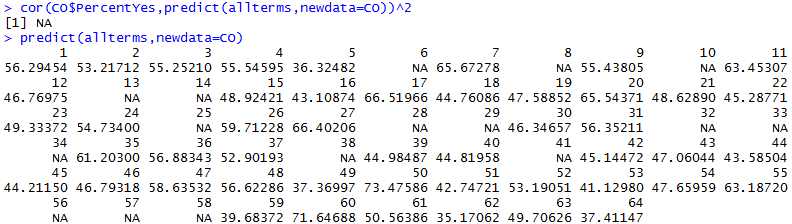 > cor(CO$PercentYes,predict(allterms,newdata=CO))^2
[1] NA
> predict(allterms,newdata=CO)
1 2 3 4 5 6 7 8 9 10 11
56.29454 53.21712 55.25210 55.54595 36.32482 NA 65.67278 NA 55.43805 NA 63.45307
12 13 14 15 16 17 18 19 20 21 22
46.76975 NA NA 48.92421 43.10874 66.51966 44.76086 47.58852 65.54371 48.62890 45.28771
23 24 25 26 27 28 29 30 31 32 33
49.33372 54.73400 NA 59.71228 66.40206 NA NA 46.34657 56.35211 NA NA
34 35 36 37 38 39 40 41 42 43 44
NA 61.20300 56.88343 52.90193 NA 44.98487 44.81958 NA 45.14472 47.06044 43.58504
45 46 47 48 49 50 51 52 53 54 55
44.21150 46.79318 58.63532 56.62286 37.36997 73.47586 42.74721 53.19051 41.12980 47.65959 63.18720
56 57 58 59 60 61 62 63 64
NA NA NA 39.68372 71.64688 50.56386 35.17062 49.70626 37.41147